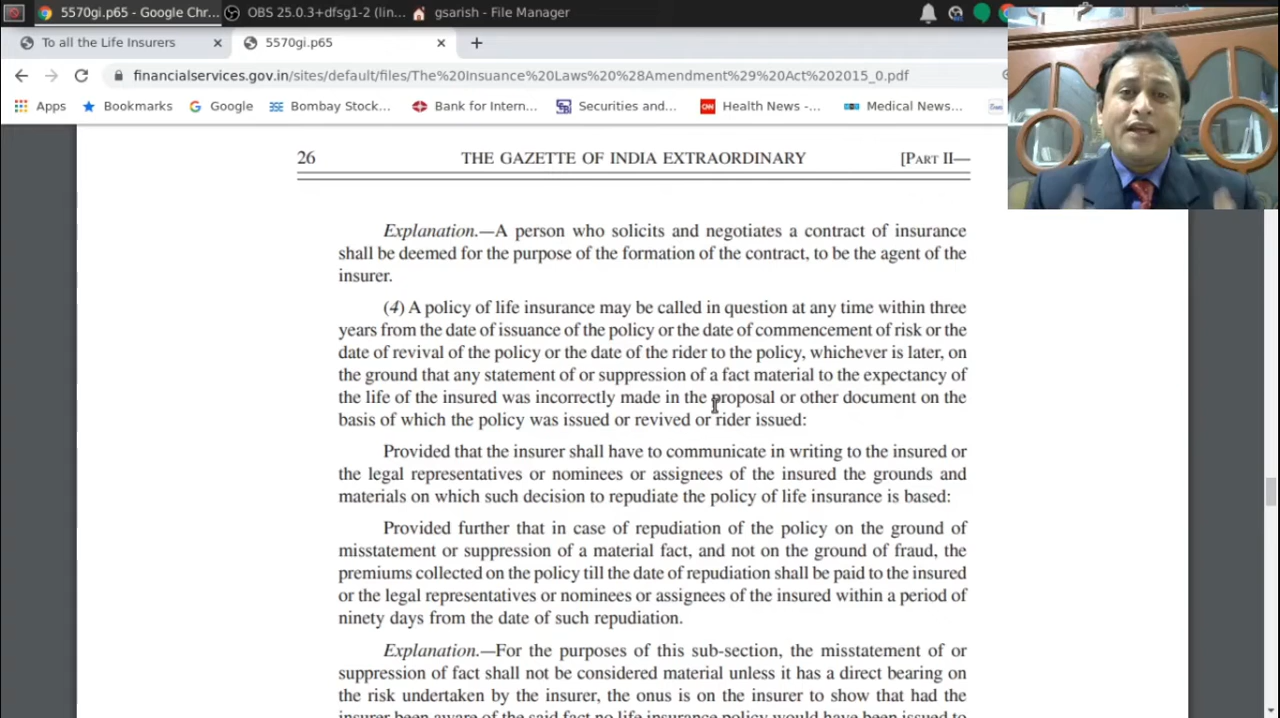 5570gi.p65 - Google Chr... OBS 25.0.3+dfsg1-2 (lin... gsarish - File Manager
To all the Life Insurers 5570gi.p65
financialservices.gov.in/sites/default/files/The%20Insuance%20Laws%20%28Amendment%29%20Act%202015_0.pdf
Apps Bookmarks Google Bombay Stock... Bank for Intern... Securities and... Health News -... Medical News...
26 THE GAZETTE OF INDIA EXTRAORDINARY [PART II—
Explanation.—A person who solicits and negotiates a contract of insurance
shall be deemed for the purpose of the formation of the contract, to be the agent of the
insurer.
(4) A policy of life insurance may be called in question at any time within three
years from the date of issuance of the policy or the date of commencement of risk or the
date of revival of the policy or the date of the rider to the policy, whichever is later, on
the ground that any statement of or suppression of a fact material to the expectancy of
the life of the insured was incorrectly made in the proposal or other document on the
basis of which the policy was issued or revived or rider issued:
Provided that the insurer shall have to communicate in writing to the insured or
the legal representatives or nominees or assignees of the insured the grounds and
materials on which such decision to repudiate the policy of life insurance is based:
Provided further that in case of repudiation of the policy on the ground of
misstatement or suppression of a material fact, and not on the ground of fraud, the
premiums collected on the policy till the date of repudiation shall be paid to the insured
or the legal representatives or nominees or assignees of the insured within a period of
ninety days from the date of such repudiation.
Explanation.—For the purposes of this sub-section, the misstatement of or
suppression of fact shall not be considered material unless it has a direct bearing on
the risk undertaken by the insurer, the onus is on the insurer to show that had the
insurer been aware of the said fact no life insurance policy would have been issued to